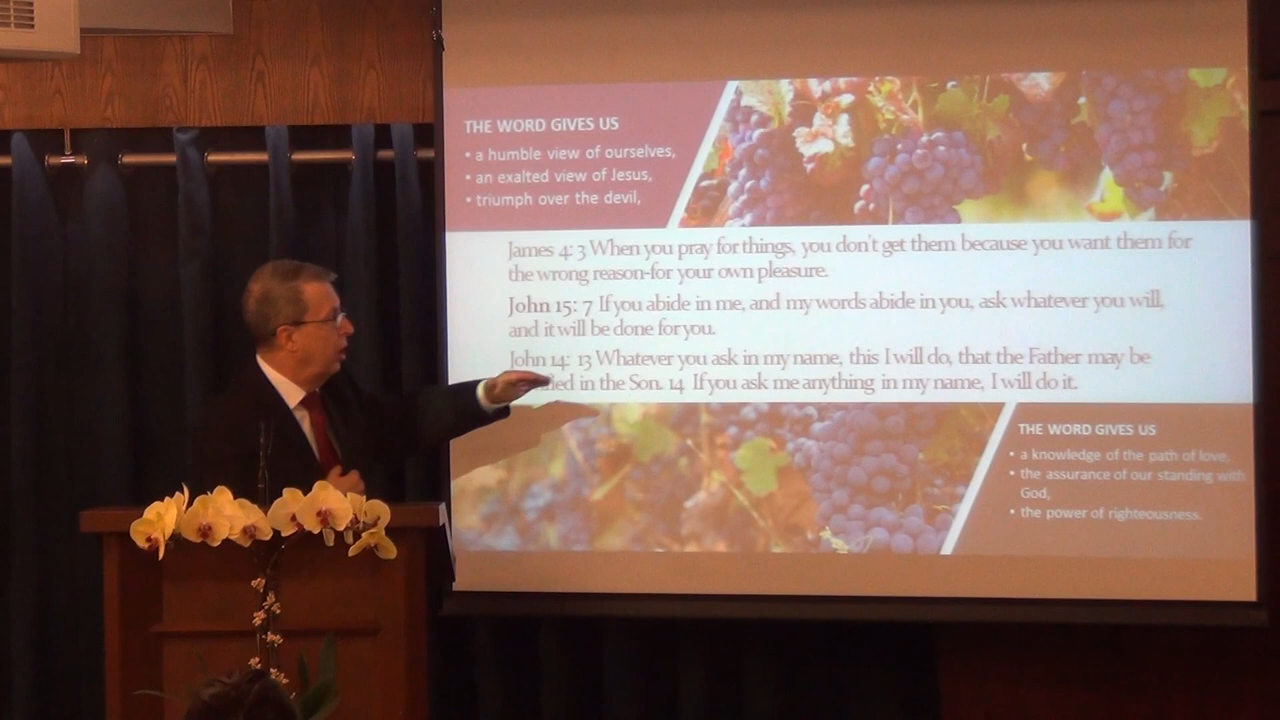 THE WORD GIVES US
• a humble view of ourselves,
• an exalted view of Jesus,
• triumph over the devil,
James 4: 3 When you pray for things, you don't get them because you want them for
the wrong reason-for your own pleasure.
John 15: 7 If you abide in me, and my words abide in you, ask whatever you will,
and it will be done for you.
John 14: 13 Whatever you ask in my name, this I will do, that the Father may be
in the Son. 14 If you ask me anything in my name, I will do it.
THE WORD GIVES US
• a knowledge of the path of love,
• the assurance of our standing with
God,
• the power of righteousness.